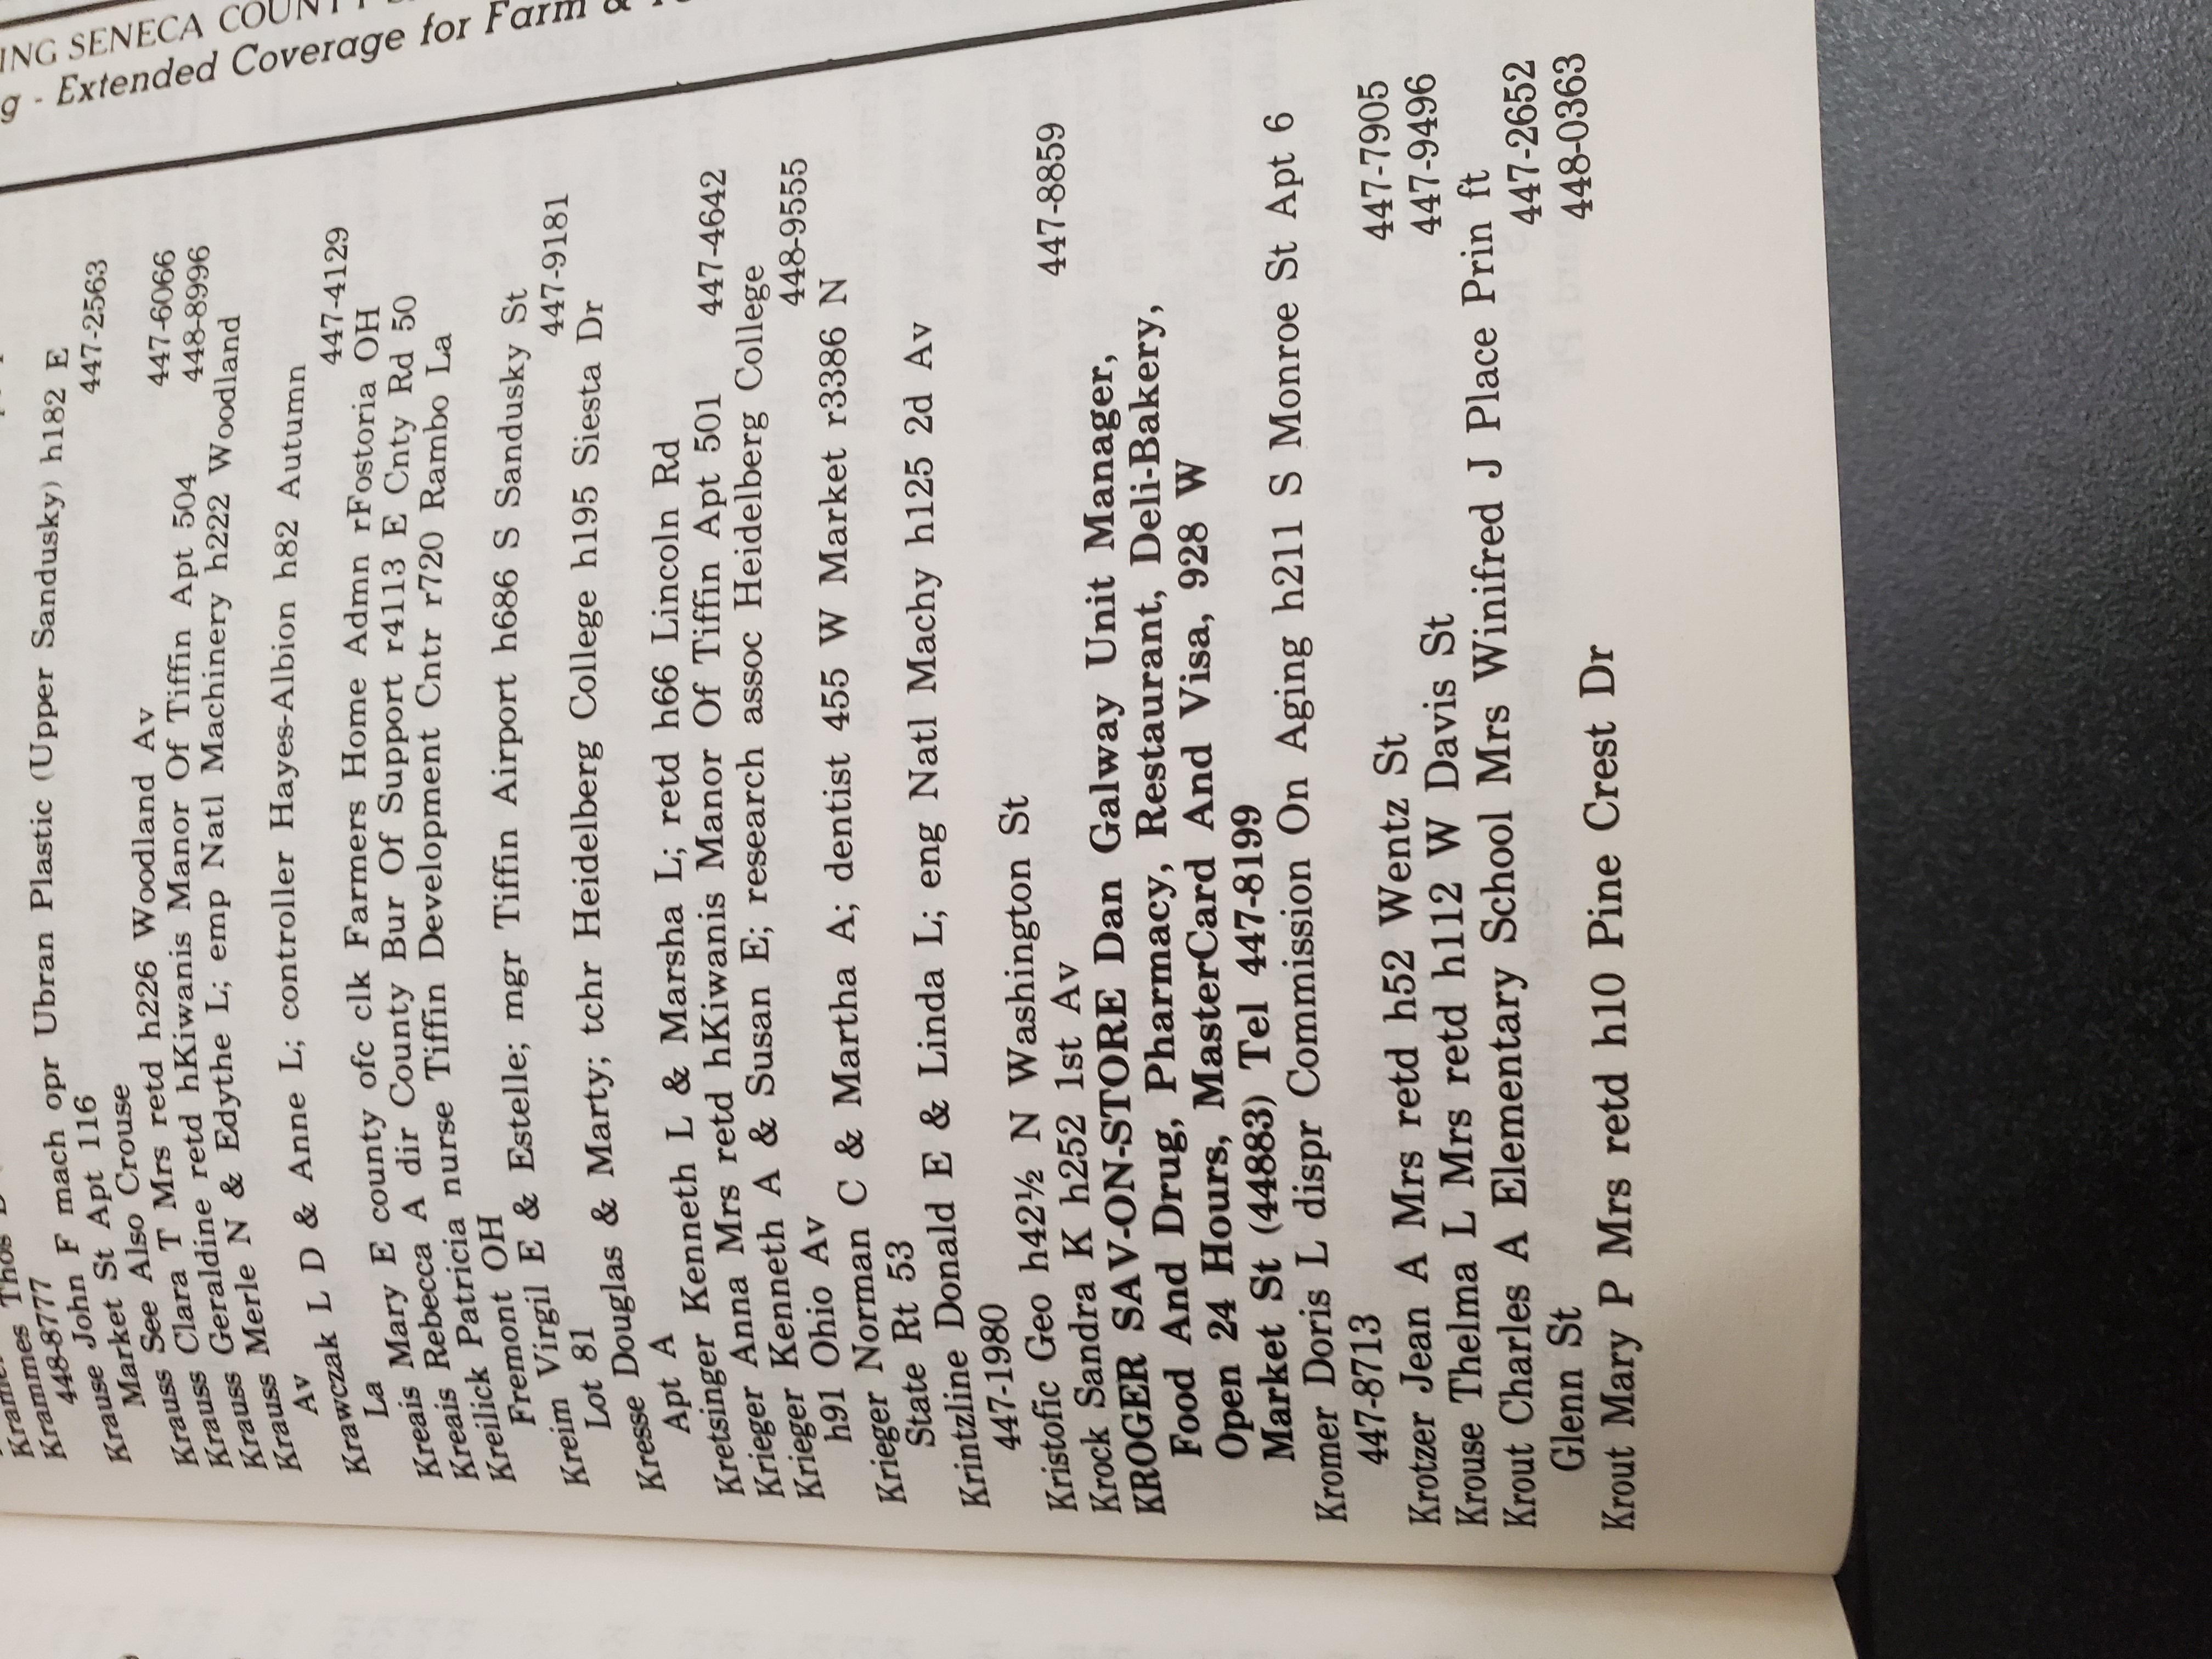 ING SENECA COUNTY
g - Extended Coverage for Farm &
Krammes Thos
Krammes
448-8777
Krause John F mach opr Ubran Plastic (Upper Sandusky) h182 E
Market St Apt 116 447-2563
Krauss See Also Crouse
Krauss Clara T Mrs retd h226 Woodland Av 447-6066
Krauss Geraldine retd hKiwanis Manor Of Tiffin Apt 504 448-8996
Krauss Merle N & Edythe L; emp Natl Machinery h222 Woodland
Av
Krawczak L D & Anne L; controller Hayes-Albion h82 Autumn
La 447-4129
Kreais Mary E county ofc clk Farmers Home Admn rFostoria OH
Kreais Rebecca A dir County Bur Of Support r4113 E Cnty Rd 50
Kreilick Patricia nurse Tiffin Development Cntr r720 Rambo La
Fremont OH
Kreim Virgil E & Estelle; mgr Tiffin Airport h686 S Sandusky St
Lot 81 447-9181
Kresse Douglas & Marty; tchr Heidelberg College h195 Siesta Dr
Apt A
Kretsinger Kenneth L & Marsha L; retd h66 Lincoln Rd
Krieger Anna Mrs retd hKiwanis Manor Of Tiffin Apt 501 447-4642
Krieger Kenneth A & Susan E; research assoc Heidelberg College
h91 Ohio Av 448-9555
Krieger Norman C & Martha A; dentist 455 W Market r3386 N
State Rt 53
Krintzline Donald E & Linda L; eng Natl Machy h125 2d Av
447-1980
Kristofic Geo h42½ N Washington St
Krock Sandra K h252 1st Av 447-8859
KROGER SAV-ON-STORE Dan Galway Unit Manager,
Food And Drug, Pharmacy, Restaurant, Deli-Bakery,
Open 24 Hours, MasterCard And Visa, 928 W
Market St (44883) Tel 447-8199
Kromer Doris L dispr Commission On Aging h211 S Monroe St Apt 6
447-8713
Krotzer Jean A Mrs retd h52 Wentz St 447-7905
Krouse Thelma L Mrs retd h112 W Davis St 447-9496
Krout Charles A Elementary School Mrs Winifred J Place Prin ft
Glenn St 447-2652
Krout Mary P Mrs retd h10 Pine Crest Dr 448-0363